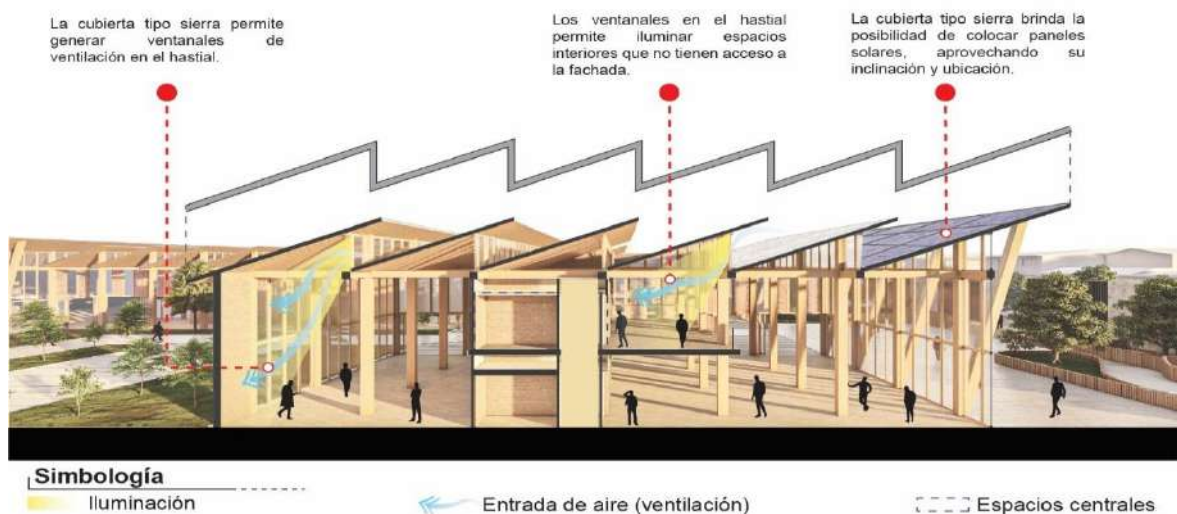 La cubierta tipo sierra permite
generar ventanales de
ventilación en el hastial.
Los ventanales en el hastial
permite iluminar espacios
interiores que no tienen acceso a
la fachada.
La cubierta tipo sierra brinda la
posibilidad de colocar paneles
solares, aprovechando su
inclinación y ubicación.
Simbología
Iluminación
Entrada de aire (ventilación)
Espacios centrales